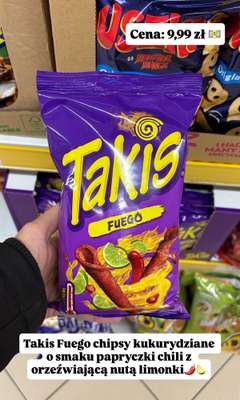 Cena: 9,99 zł 💵
Takis
FUEGO
Takis Fuego chipsy kukurydziane
o smaku papryczki chili z
orzeźwiającą nutą limonki🌶️🍋